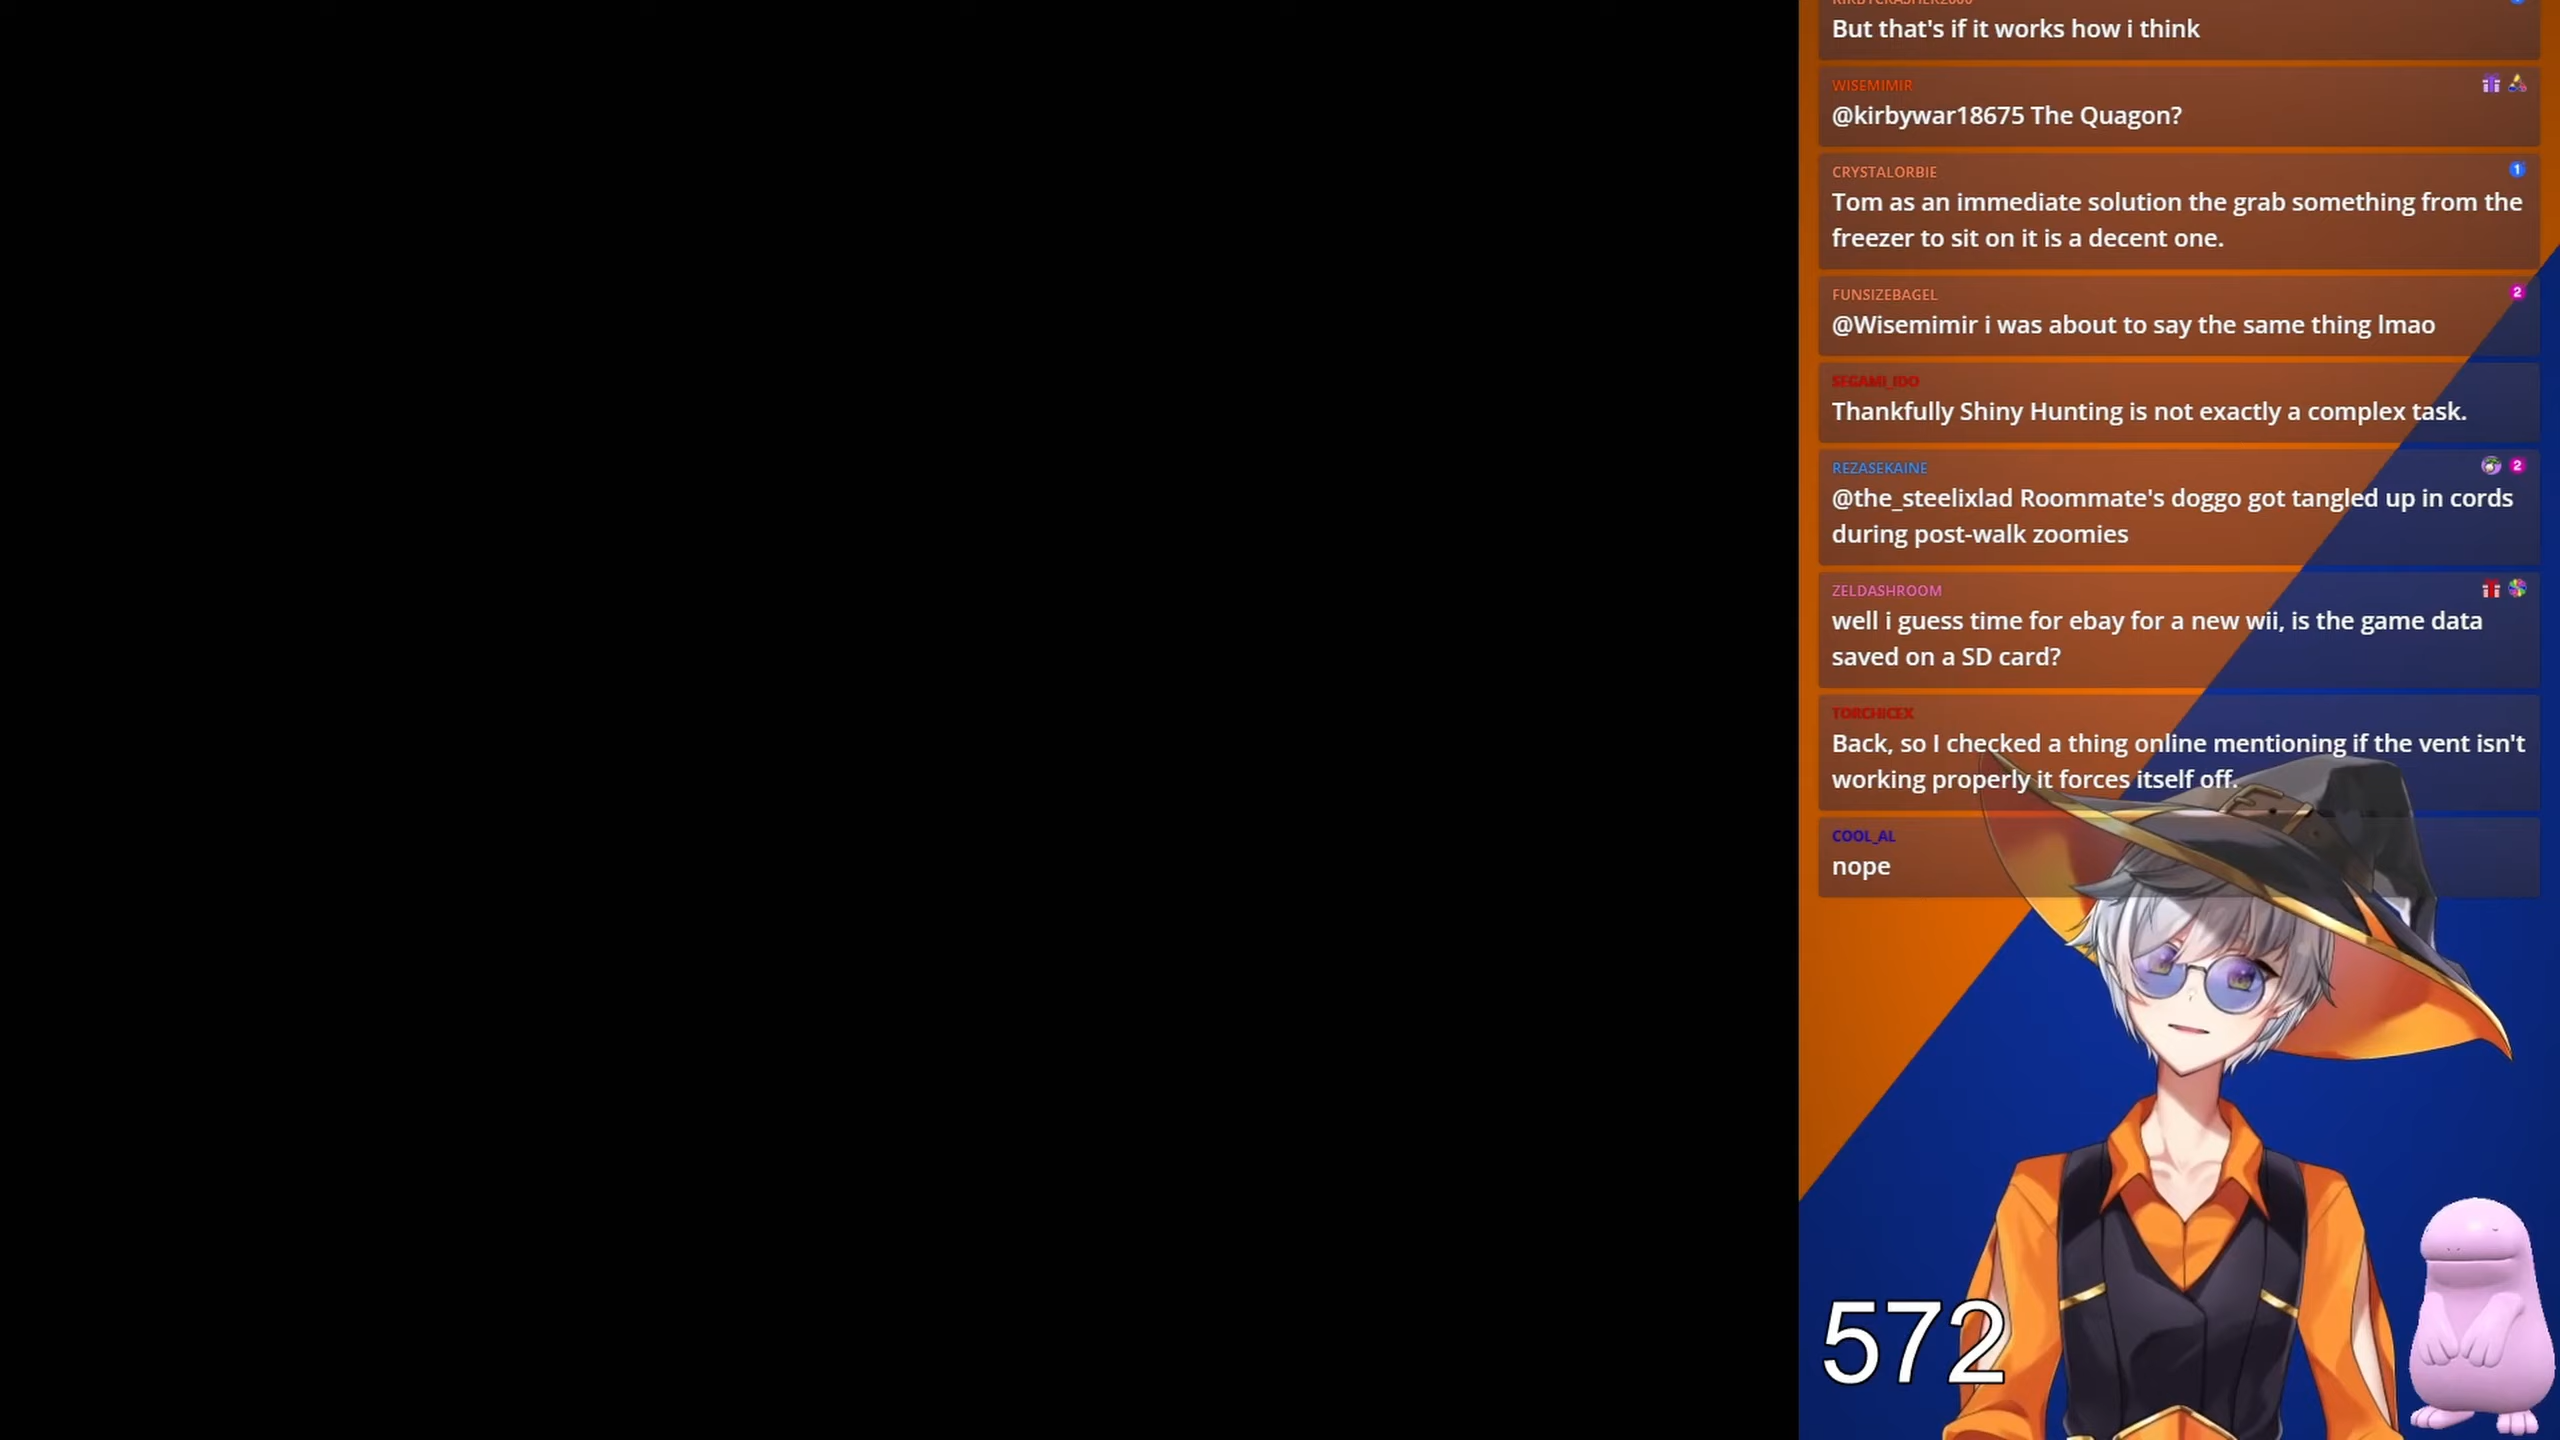 But that's if it works how i think
WISEMIMIR
@kirbywar18675 The Quagon?
CRYSTALORBIE
1
Tom as an immediate solution the grab something from the
freezer to sit on it is a decent one.
FUNSIZEBAGEL
2
@Wisemimir i was about to say the same thing lmao
SEGAMI_IDO
Thankfully Shiny Hunting is not exactly a complex task.
REZASEKAINE
2
@the_steelixlad Roommate's doggo got tangled up in cords
during post-walk zoomies
ZELDASHROOM
well i guess time for ebay for a new wii, is the game data
saved on a SD card?
TORCHICEX
Back, so I checked a thing online mentioning if the vent isn't
working properly it forces itself off.
COOL_AL
nope
572